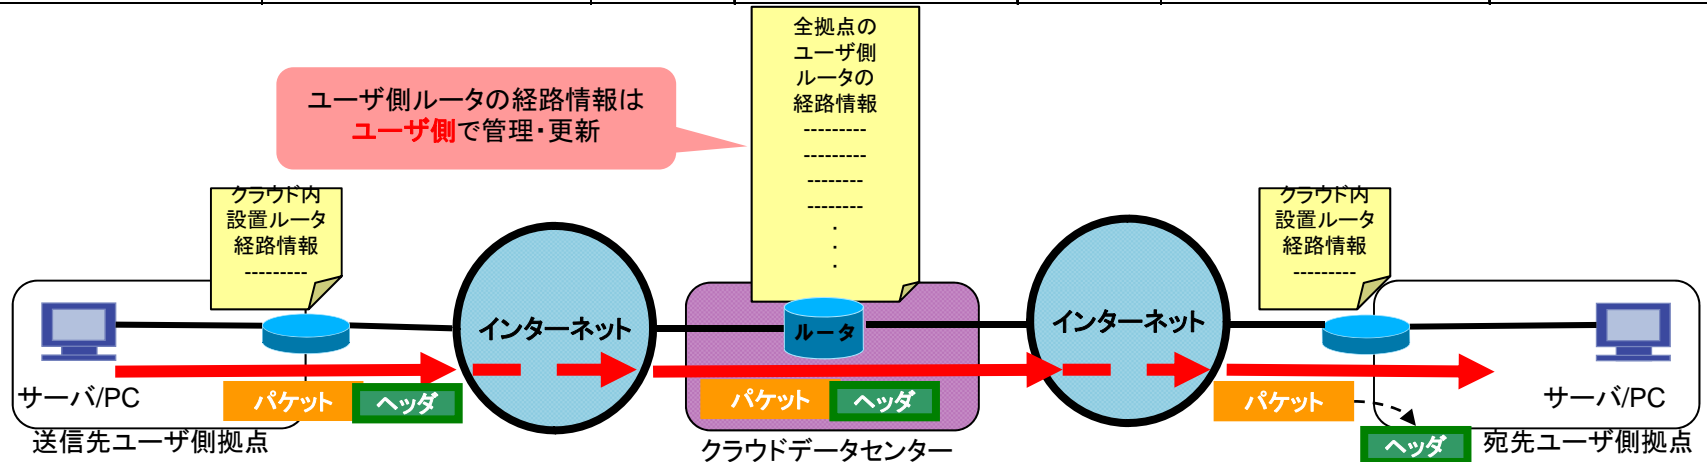 全拠点の
ユーザ側
ルータの
経路情報
---------
---------
--------
--------
.
.
.
ユーザ側ルータの経路情報は
ユーザ側で管理・更新
クラウド内
設置ルータ
経路情報
---------
クラウド内
設置ルータ
経路情報
---------
インターネット
ルータ
インターネット
サーバ/PC
パケット
ヘッダ
パケット
ヘッダ
パケット
ヘッダ
サーバ/PC
送信先ユーザ側拠点
クラウドデータセンター
宛先ユーザ側拠点